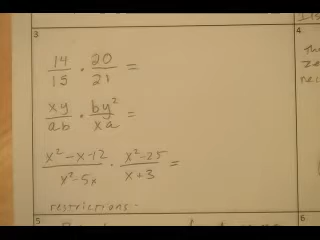 3
4
14/15 · 20/21 =
xy/ab · by²/xa =
x²-x-12/x²-5x · x²-25/x+3 =
restrictions-
5
6